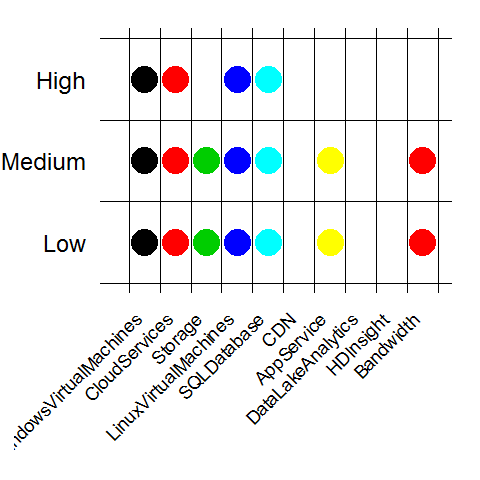 High
Medium
Low
ndowsVirtualMachines
CloudServices
Storage
LinuxVirtualMachines
SQLDatabase
CDN
AppService
DataLakeAnalytics
HDInsight
Bandwidth